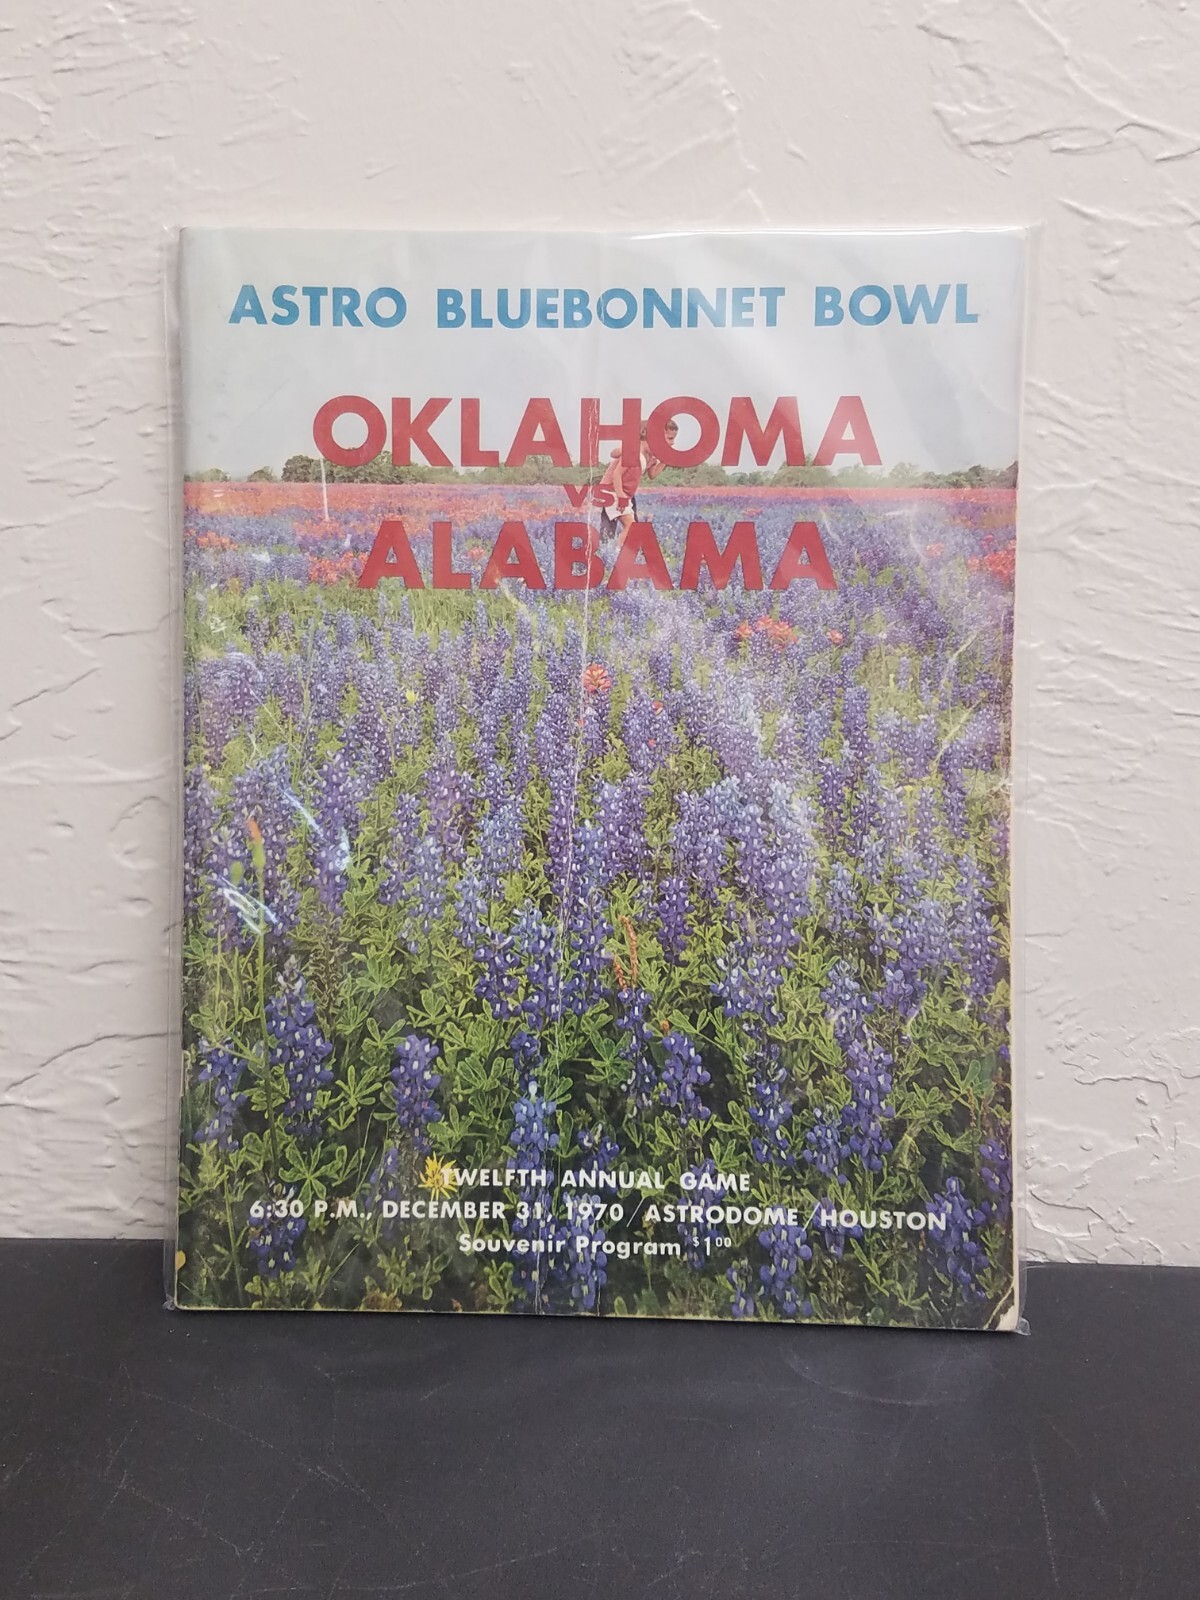 ASTRO BLUEBONNET BOWL
OKLAHOMA
VS.
ALABAMA
TWELFTH ANNUAL GAME
6:30 P.M., DECEMBER 31, 1970 / ASTRODOME / HOUSTON
Souvenir Program $1.00